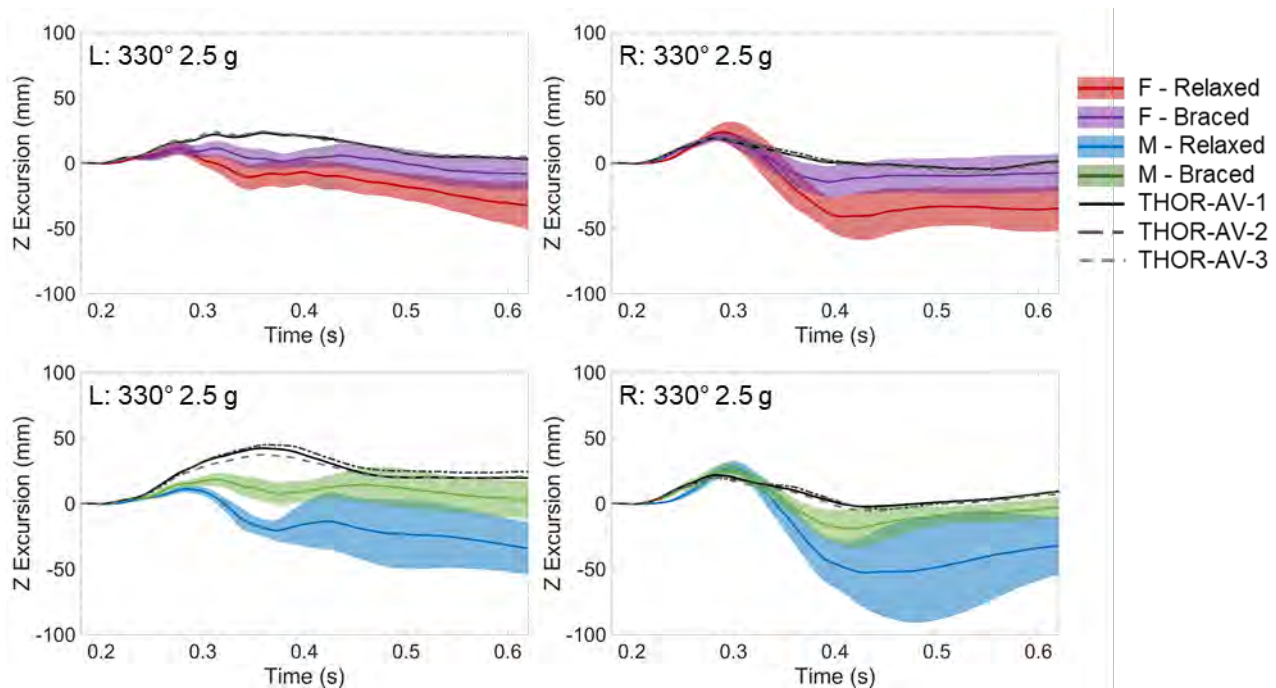 L: 330° 2.5 g
Z Excursion (mm)
100
50
0
-50
-100
0.2
0.3
0.4
0.5
0.6
Time (s)
R: 330° 2.5 g
Z Excursion (mm)
100
50
0
-50
-100
0.2
0.3
0.4
0.5
0.6
Time (s)
F - Relaxed
F - Braced
M - Relaxed
M - Braced
THOR-AV-1
THOR-AV-2
THOR-AV-3
L: 330° 2.5 g
Z Excursion (mm)
100
50
0
-50
-100
0.2
0.3
0.4
0.5
0.6
Time (s)
R: 330° 2.5 g
Z Excursion (mm)
100
50
0
-50
-100
0.2
0.3
0.4
0.5
0.6
Time (s)